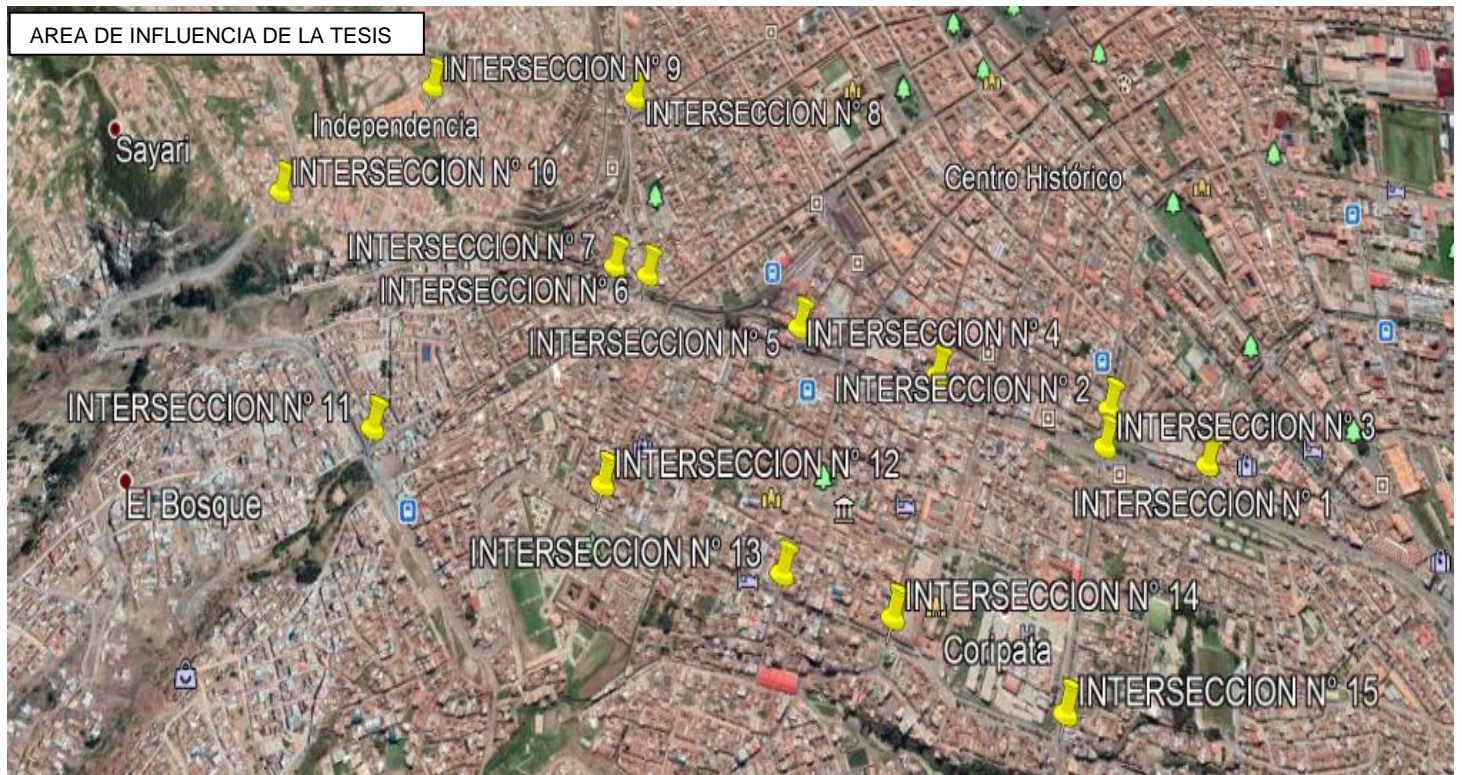 AREA DE INFLUENCIA DE LA TESIS
INTERSECCION N° 9
INTERSECCION N° 8
Independencia
Sayari
INTERSECCION N° 10
Centro Histórico
INTERSECCION N° 7
INTERSECCION N° 6
INTERSECCION N° 5
INTERSECCION N° 4
INTERSECCION N° 2
INTERSECCION N° 11
INTERSECCION N° 3
INTERSECCION N° 12
El Bosque
INTERSECCION N° 1
INTERSECCION N° 13
INTERSECCION N° 14
Coripata
INTERSECCION N° 15